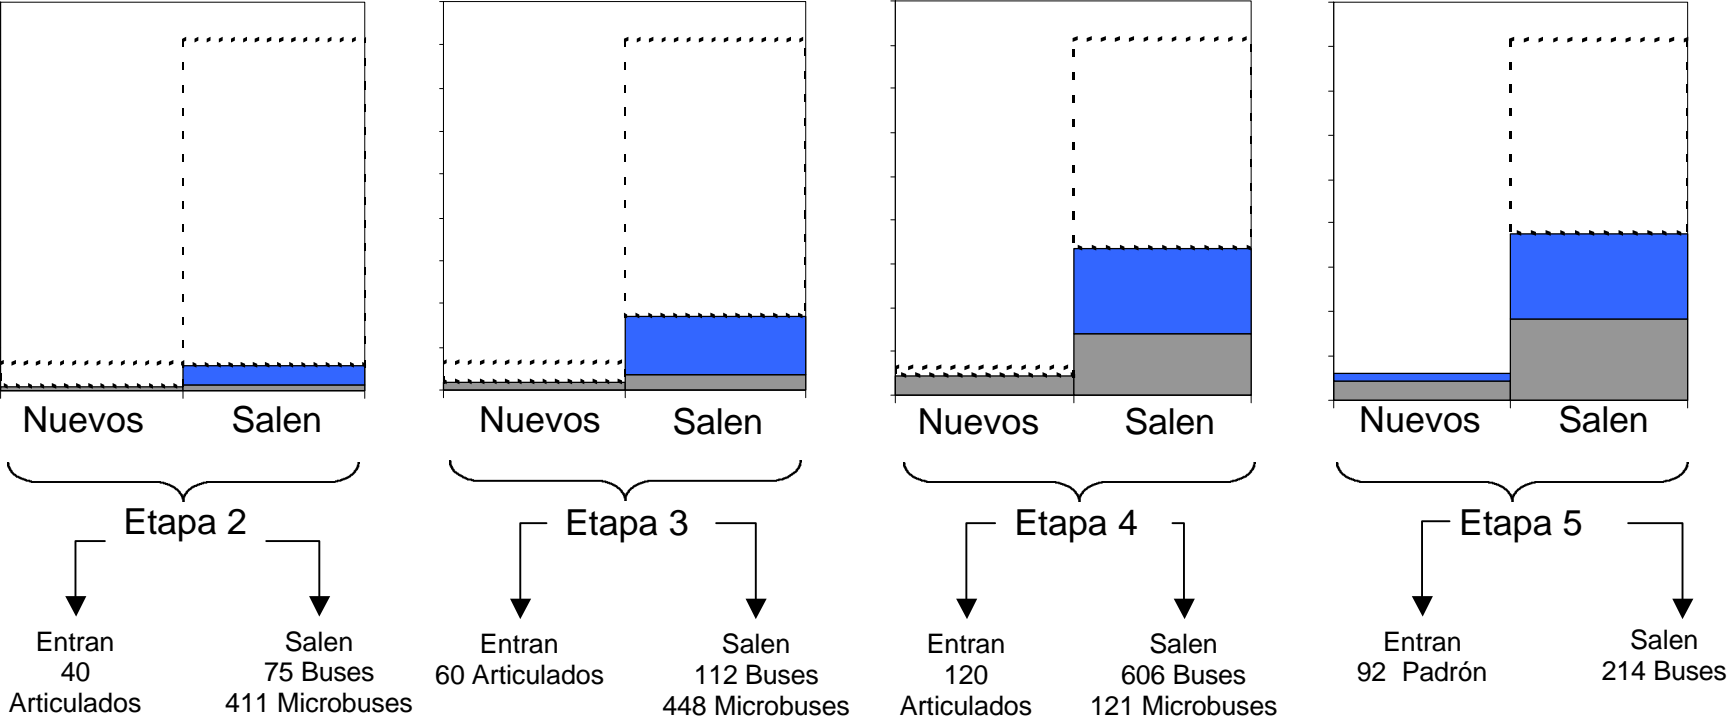 Nuevos Salen
Etapa 2
Entran
40
Articulados
Salen
75 Buses
411 Microbuses
Nuevos Salen
Etapa 3
Entran
60 Articulados
Salen
112 Buses
448 Microbuses
Nuevos Salen
Etapa 4
Entran
120
Articulados
Salen
606 Buses
121 Microbuses
Nuevos Salen
Etapa 5
Entran
92 Padrón
Salen
214 Buses